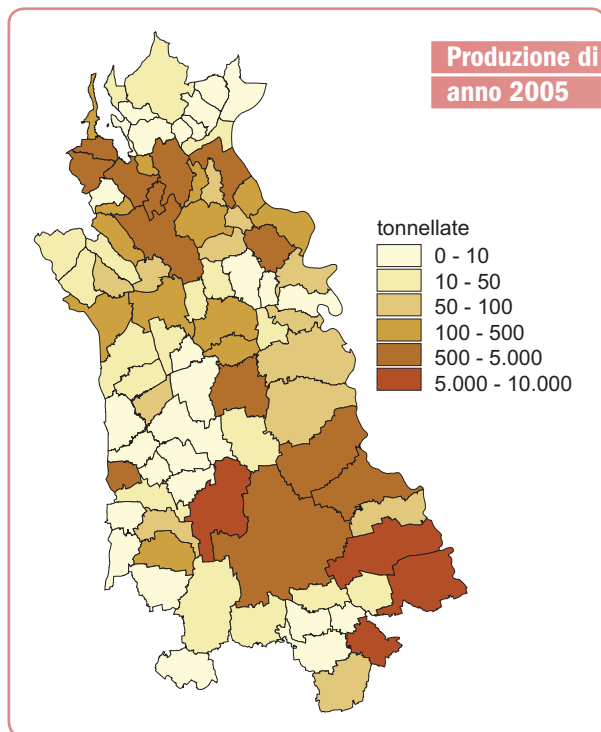 Produzione di
anno 2005
tonnellate
0 - 10
10 - 50
50 - 100
100 - 500
500 - 5.000
5.000 - 10.000